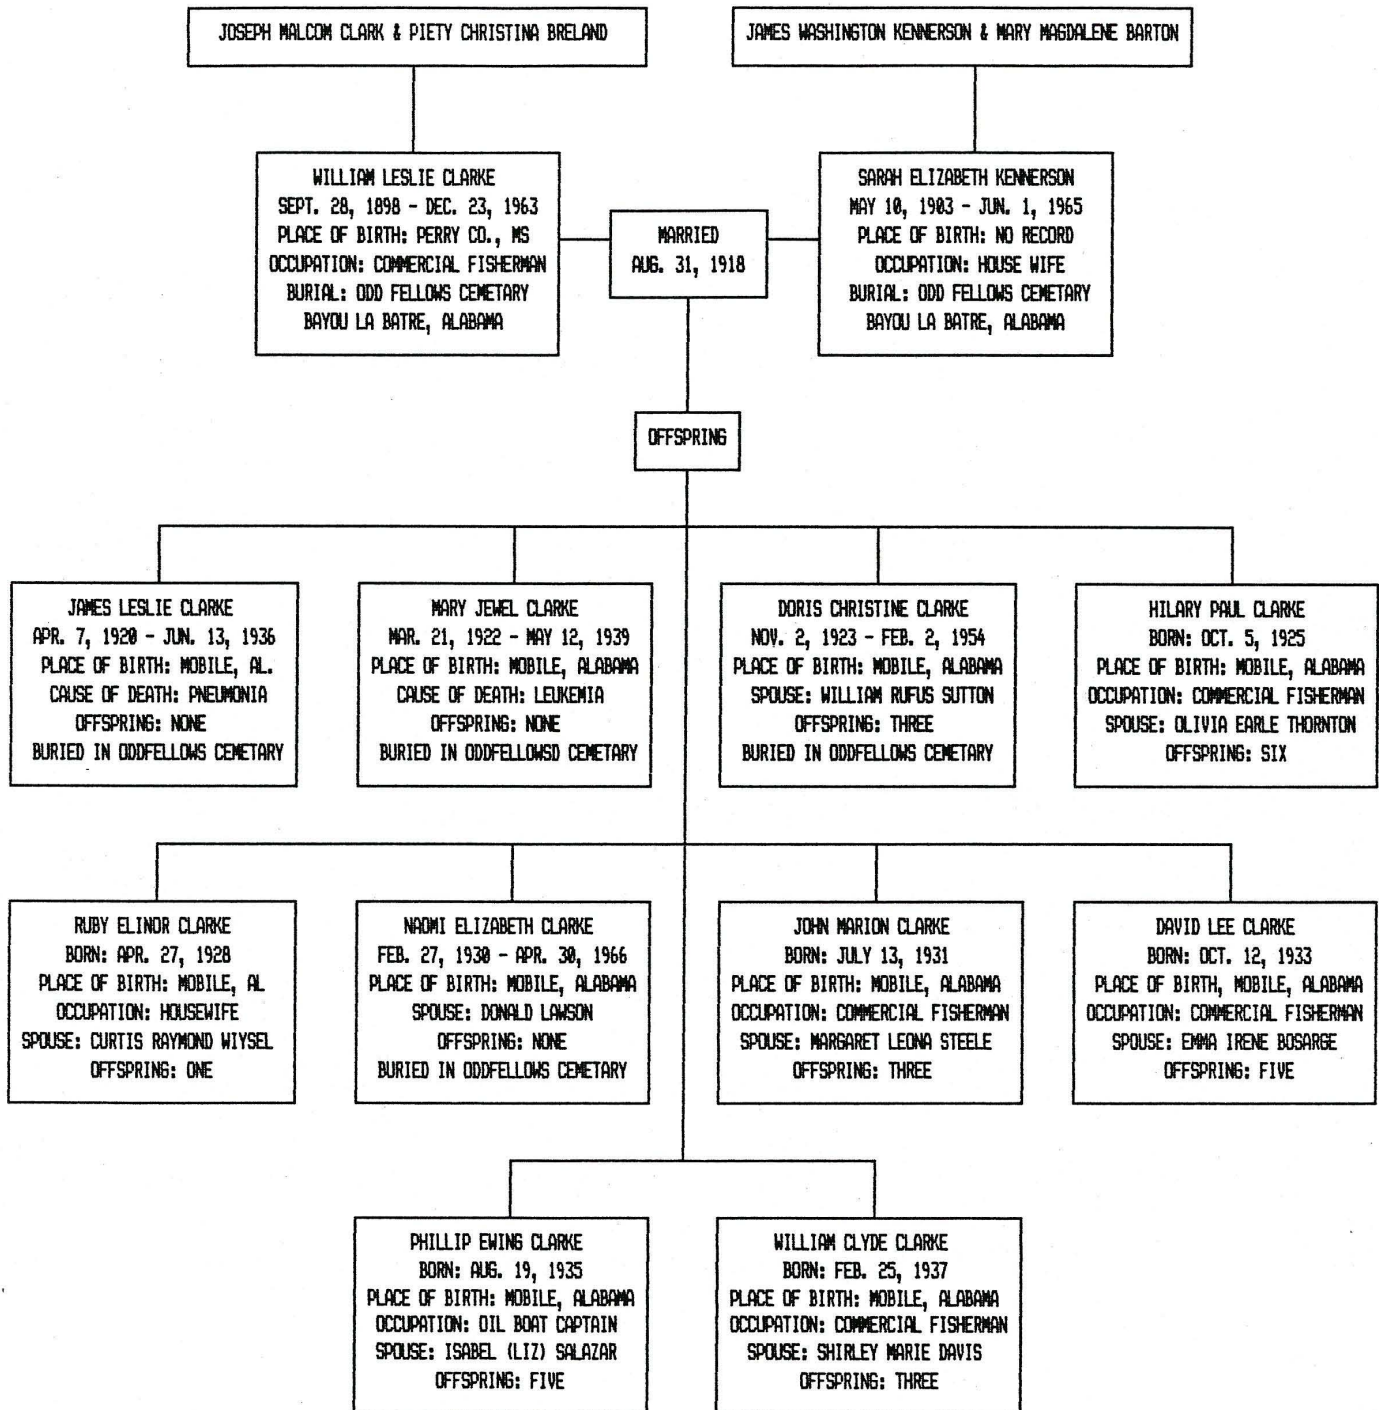 JOSEPH MALCOM CLARK & PIETY CHRISTINA BRELAND
JAMES WASHINGTON KENNERSON & MARY MAGDALENE BARTON
WILLIAM LESLIE CLARKE
SEPT. 28, 1898 - DEC. 23, 1963
PLACE OF BIRTH: PERRY CO., MS
OCCUPATION: COMMERCIAL FISHERMAN
BURIAL: ODD FELLOWS CEMETARY
BAYOU LA BATRE, ALABAMA
MARRIED
AUG. 31, 1918
SARAH ELIZABETH KENNERSON
MAY 10, 1903 - JUN. 1, 1965
PLACE OF BIRTH: NO RECORD
OCCUPATION: HOUSE WIFE
BURIAL: ODD FELLOWS CEMETARY
BAYOU LA BATRE, ALABAMA
OFFSPRING
JAMES LESLIE CLARKE
APR. 7, 1920 - JUN. 13, 1936
PLACE OF BIRTH: MOBILE, AL.
CAUSE OF DEATH: PNEUMONIA
OFFSPRING: NONE
BURIED IN ODDFELLOWS CEMETARY
MARY JEWEL CLARKE
MAR. 21, 1922 - MAY 12, 1939
PLACE OF BIRTH: MOBILE, ALABAMA
CAUSE OF DEATH: LEUKEMIA
OFFSPRING: NONE
BURIED IN ODDFELLOWSD CEMETARY
DORIS CHRISTINE CLARKE
NOV. 2, 1923 - FEB. 2, 1954
PLACE OF BIRTH: MOBILE, ALABAMA
SPOUSE: WILLIAM RUFUS SUTTON
OFFSPRING: THREE
BURIED IN ODDFELLOWS CEMETARY
HILARY PAUL CLARKE
BORN: OCT. 5, 1925
PLACE OF BIRTH: MOBILE, ALABAMA
OCCUPATION: COMMERCIAL FISHERMAN
SPOUSE: OLIVIA EARLE THORNTON
OFFSPRING: SIX
RUBY ELINOR CLARKE
BORN: APR. 27, 1928
PLACE OF BIRTH: MOBILE, AL
OCCUPATION: HOUSEWIFE
SPOUSE: CURTIS RAYMOND WIYSEL
OFFSPRING: ONE
NAOMI ELIZABETH CLARKE
FEB. 27, 1930 - APR. 30, 1966
PLACE OF BIRTH: MOBILE, ALABAMA
SPOUSE: DONALD LAWSON
OFFSPRING: NONE
BURIED IN ODDFELLOWS CEMETARY
JOHN MARION CLARKE
BORN: JULY 13, 1931
PLACE OF BIRTH: MOBILE, ALABAMA
OCCUPATION: COMMERCIAL FISHERMAN
SPOUSE: MARGARET LEONA STEELE
OFFSPRING: THREE
DAVID LEE CLARKE
BORN: OCT. 12, 1933
PLACE OF BIRTH, MOBILE, ALABAMA
OCCUPATION: COMMERCIAL FISHERMAN
SPOUSE: EMMA IRENE BOSARGE
OFFSPRING: FIVE
PHILLIP EWING CLARKE
BORN: AUG. 19, 1935
PLACE OF BIRTH: MOBILE, ALABAMA
OCCUPATION: OIL BOAT CAPTAIN
SPOUSE: ISABEL (LIZ) SALAZAR
OFFSPRING: FIVE
WILLIAM CLYDE CLARKE
BORN: FEB. 25, 1937
PLACE OF BIRTH: MOBILE, ALABAMA
OCCUPATION: COMMERCIAL FISHERMAN
SPOUSE: SHIRLEY MARIE DAVIS
OFFSPRING: THREE